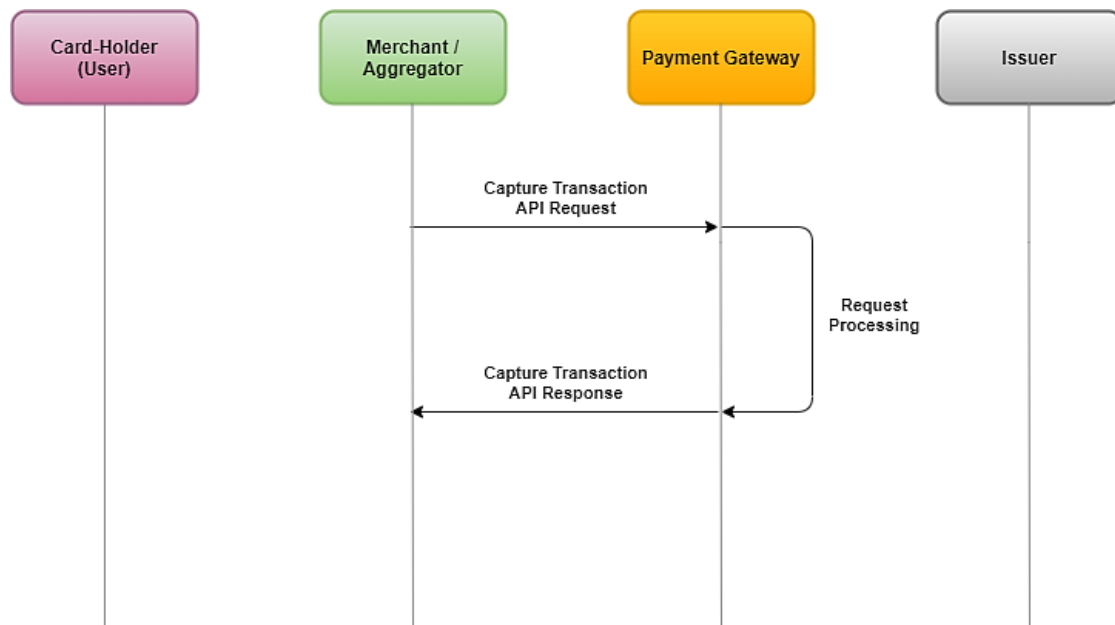 Card-Holder
(User)
Merchant /
Aggregator
Payment Gateway
Issuer
Capture Transaction
API Request
Request
Processing
Capture Transaction
API Response